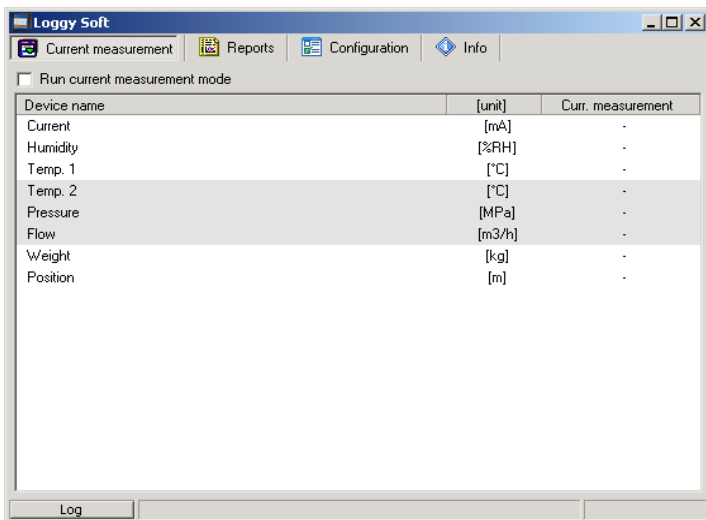 Loggy Soft
Current measurement Reports Configuration Info
Run current measurement mode
Device name [unit] Curr. measurement
Current [mA] -
Humidity [%RH] -
Temp. 1 [°C] -
Temp. 2 [°C] -
Pressure [MPa] -
Flow [m3/h] -
Weight [kg] -
Position [m] -
Log